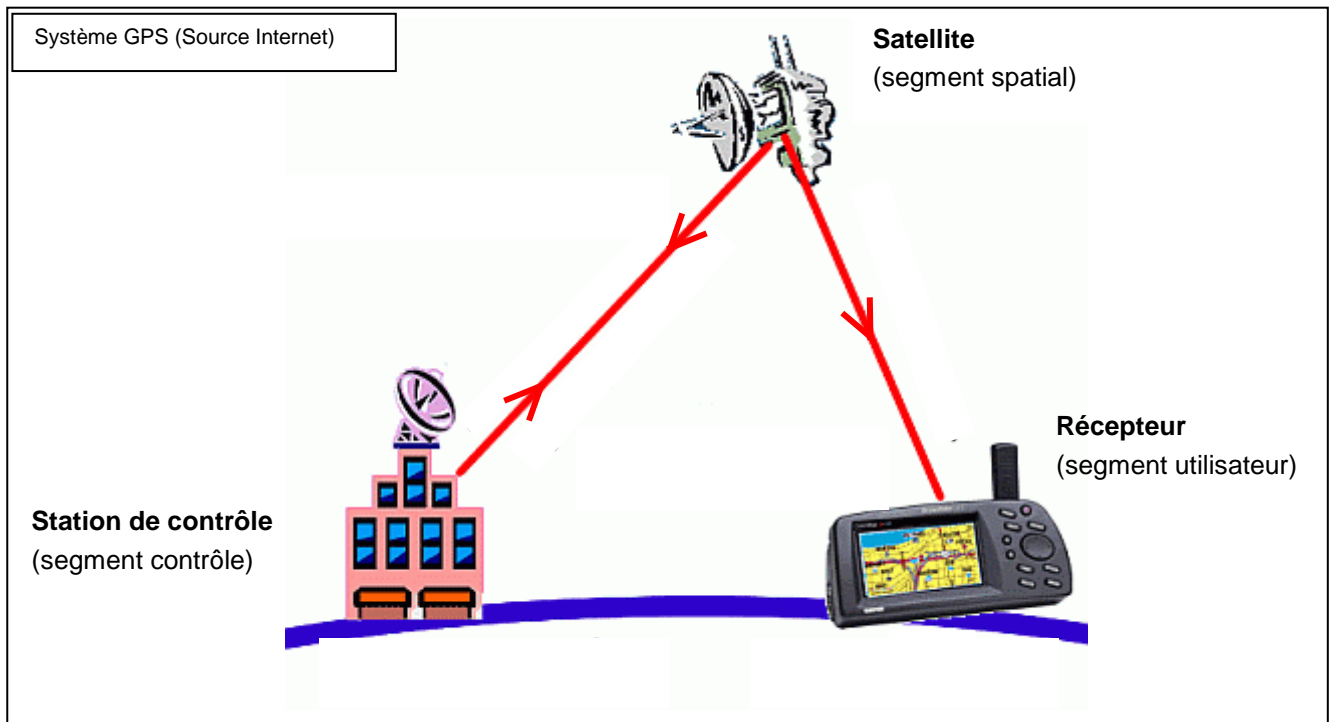 Système GPS (Source Internet)
Satellite
(segment spatial)
Récepteur
(segment utilisateur)
Station de contrôle
(segment contrôle)